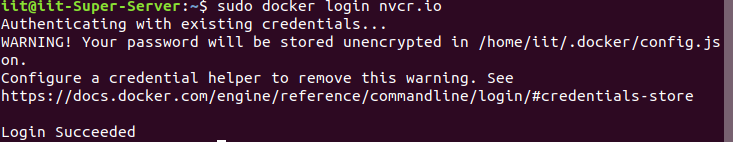 iit@iit-Super-Server:~$ sudo docker login nvcr.io
Authenticating with existing credentials...
WARNING! Your password will be stored unencrypted in /home/iit/.docker/config.js
on.
Configure a credential helper to remove this warning. See
https://docs.docker.com/engine/reference/commandline/login/#credentials-store

Login Succeeded